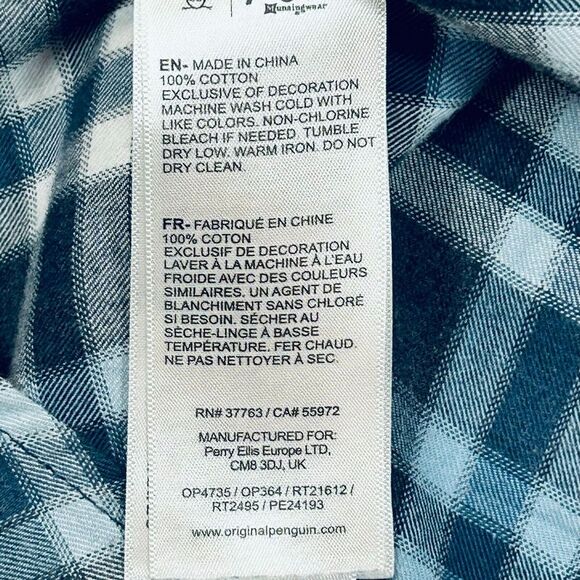 Munsingwear
EN- MADE IN CHINA
100% COTTON
EXCLUSIVE OF DECORATION
MACHINE WASH COLD WITH
LIKE COLORS. NON-CHLORINE
BLEACH IF NEEDED. TUMBLE
DRY LOW. WARM IRON. DO NOT
DRY CLEAN.
FR- FABRIQUÉ EN CHINE
100% COTON
EXCLUSIF DE DECORATION
LAVER À LA MACHINE À L'EAU
FROIDE AVEC DES COULEURS
SIMILAIRES. UN AGENT DE
BLANCHIMENT SANS CHLORÉ
SI BESOIN. SÉCHER AU
SÈCHE-LINGE À BASSE
TEMPÉRATURE. FER CHAUD.
NE PAS NETTOYER À SEC.
RN# 37763 / CA# 55972
MANUFACTURED FOR:
Perry Ellis Europe LTD,
CM8 3DJ, UK
OP4735 / OP364 / RT21612 /
RT2495 / PE24193
www.originalpenguin.com